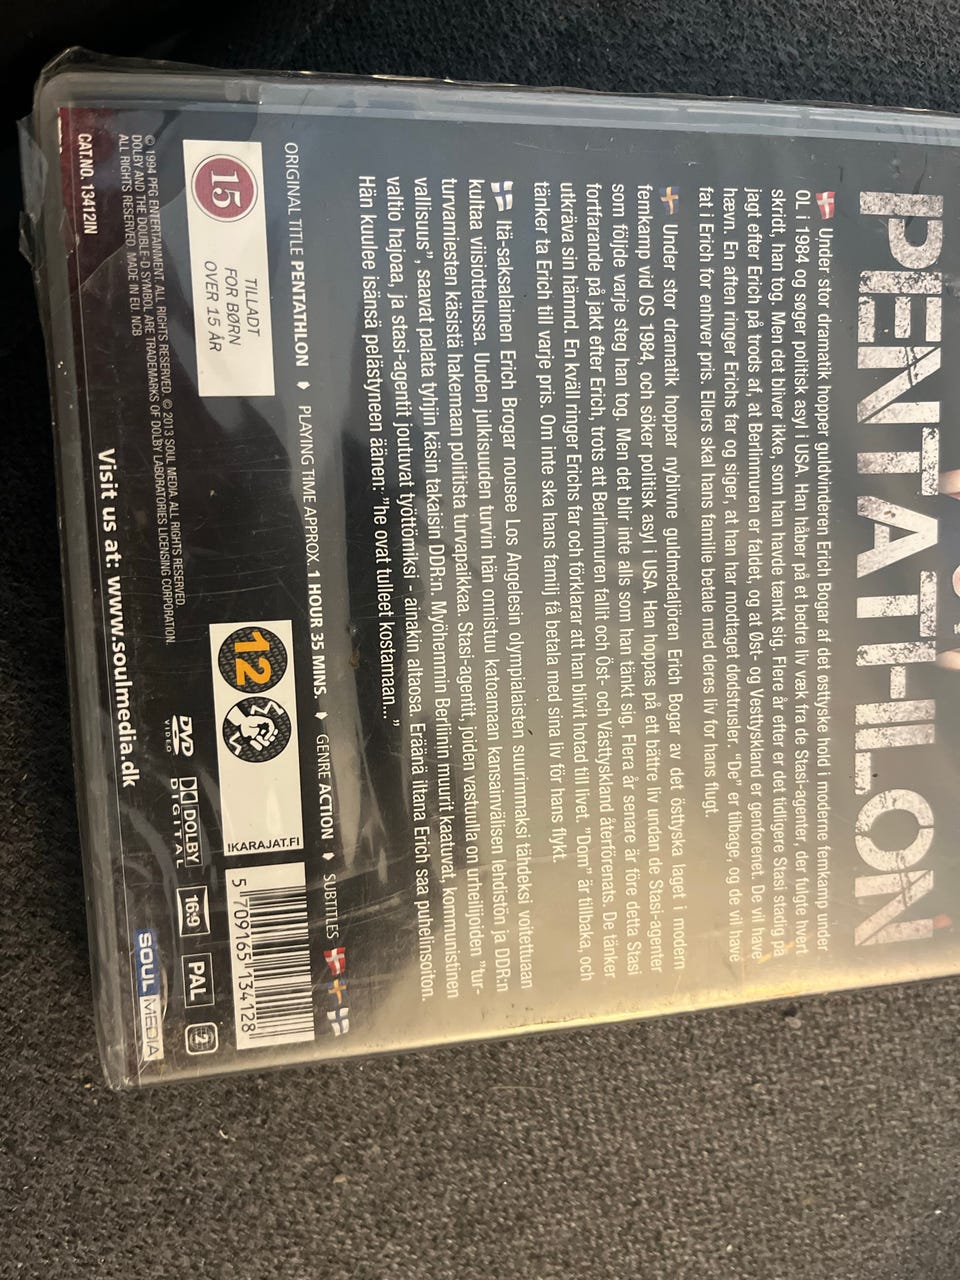 PENTATHLON
Under stor dramatik hopper guldvinderen Erich Bogar af det østtyske hold i moderne femkamp under
OL i 1984 og søger politisk asyl i USA. Han håber på et bedre liv væk fra de Stasi-agenter, der fulgte hvert
skridt, han tog. Men det bliver ikke, som han havde tænkt sig. Flere år efter er det tidligere Stasi stadig på
jagt efter Erich på trods af, at Berlinmuren er faldet, og at Øst- og Vesttyskland er genforenet. De vil have
hævn. En aften ringer Erichs far og siger, at han har modtaget dødstrusler. "De" er tilbage, og de vil have
fat i Erich for enhver pris. Ellers skal hans familie betale med deres liv for hans flugt.
Under stor dramatik hoppar nyblivne guldmedaljören Erich Bogar av det östtyska laget i modern
femkamp vid OS 1984, och söker politisk asyl i USA. Han hoppas på ett bättre liv undan de Stasi-agenter
som följde varje steg han tog. Men det blir inte alls som han tänkt sig. Flera år senare är före detta Stasi
fortfarande på jakt efter Erich, trots att Berlinmuren fallit och Öst- och Västtyskland återförenats. De tänker
utkräva sin hämnd. En kväll ringer Erichs far och förklarar att han blivit hotad till livet. "Dom" är tillbaka, och
tänker ta Erich till varje pris. Om inte ska hans familj få betala med sina liv för hans flykt.
Itä-saksalainen Erich Brogar nousee Los Angelesin olympialaisten suurimmaksi tähdeksi voitettuaan
kultaa viisiottelussa. Uuden julkisuuden turvin hän onnistuu katoamaan kansainvälisen lehdistön ja DDR:n
turvamiesten käsistä hakemaan poliittista turvapaikkaa. Stasi-agentit, joiden vastuulla on urheilijoiden "tur-
vallisuus", saavat palata tyhjin käsin takaisin DDR:n. Myöhemmin Berliinin muurit kaatuvat, kommunistinen
valtio hajoaa, ja stasi-agentit joutuvat työttömiksi - ainakin altaosa. Eräänä iltana Erich saa puhelinsoiton.
Hän kuulee isänsä pelästyneen äänen: "he ovat tulleet kostamaan..."
ORIGINAL TITLE PENTATHLON PLAYING TIME APPROX. 1 HOUR 35 MINS. GENRE ACTION SUBTITLES
15
TILLADT
FOR BØRN
OVER 15 ÅR
12
IKARAJAT.FI
5 709165 134128
DVD
VIDEO
DOLBY
DIGITAL
16:9
PAL
2
© 1994 PFG ENTERTAINMENT. ALL RIGHTS RESERVED. © 2013 SOUL MEDIA. ALL RIGHTS RESERVED.
DOLBY AND THE DOUBLE-D SYMBOL ARE TRADEMARKS OF DOLBY LABORATORIES LICENSING CORPORATION.
ALL RIGHTS RESERVED. MADE IN EU. NCB
SOUL MEDIA
CAT.NO. 13412IN
Visit us at: www.soulmedia.dk